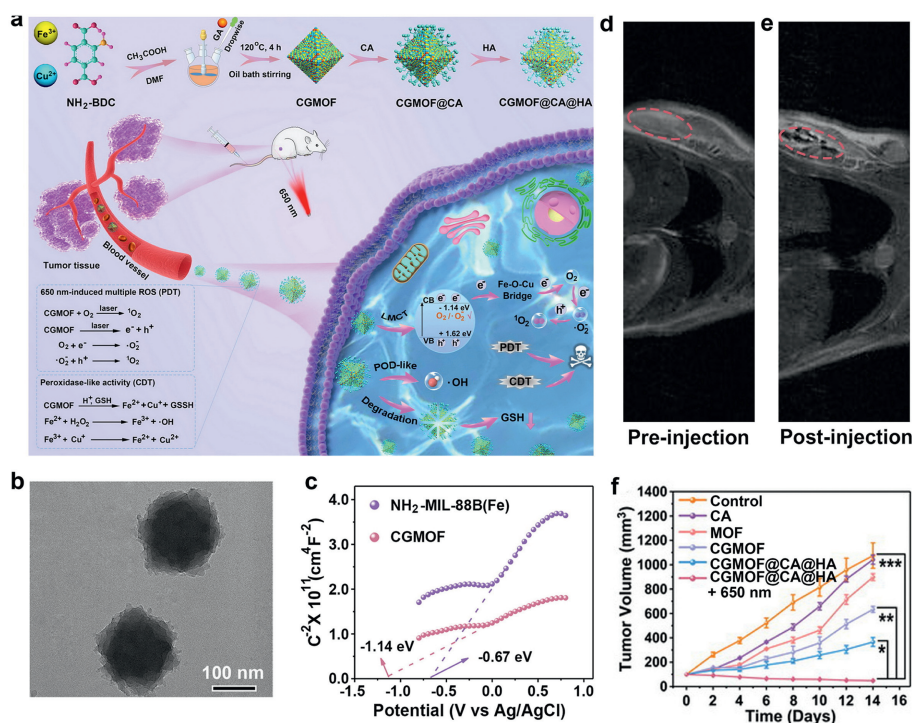 a
Fe3+
Cu2+
NH2-BDC
CH3COOH
DMF
GA
Dropwise
120°C, 4 h
Oil bath stirring
CGMOF
CA
CGMOF@CA
HA
CGMOF@CA@HA
650 nm
Tumor tissue
Blood vessel
650 nm-induced multiple ROS (PDT)
CGMOF + O2 laser → 1O2
CGMOF laser → e- + h+
O2 + e- → ·O2-
·O2- + h+ → 1O2
Peroxidase-like activity (CDT)
CGMOF H+, GSH → Fe2+ + Cu+ + GSSH
Fe2+ + H2O2 → Fe3+ + ·OH
Fe3+ + Cu+ → Fe2+ + Cu2+
LMCT
CB e- e-
- 1.14 eV
O2 / ·O2- √
+ 1.62 eV
VB h+ h+
e-
Fe-O-Cu
Bridge
e-
O2
e-
1O2
h+
·O2-
POD-like
·OH
PDT
CDT
Degradation
GSH
d
Pre-injection
e
Post-injection
b
100 nm
c
NH2-MIL-88B(Fe)
CGMOF
C-2X 1011(cm4F-2)
4.0
3.0
2.0
1.0
0.0
-1.14 eV
-0.67 eV
-1.5 -1.0 -0.5 0.0 0.5 1.0
Potential (V vs Ag/AgCl)
f
Tumor Volume (mm3)
1400
1200
1000
800
600
400
200
100
0
Control
CA
MOF
CGMOF
CGMOF@CA@HA
CGMOF@CA@HA
+ 650 nm
***
**
*
0 2 4 6 8 10 12 14 16
Time (Days)